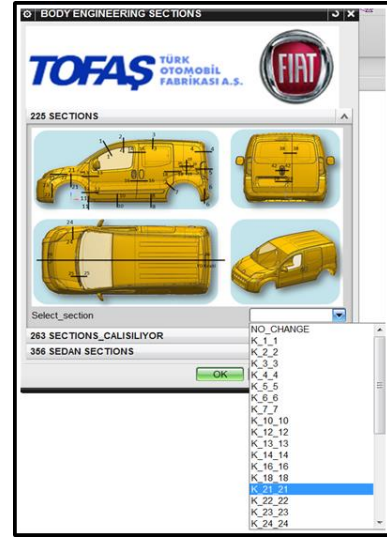 BODY ENGINEERING SECTIONS
TOFAŞ
TÜRK
OTOMOBİL
FABRİKASI A.S.
FIAT
225 SECTIONS
Select_section
263 SECTIONS_CALISILIYOR
356 SEDAN SECTIONS
OK
NO_CHANGE
K_1_1
K_2_2
K_3_3
K_4_4
K_5_5
K_6_6
K_7_7
K_10_10
K_12_12
K_13_13
K_14_14
K_16_16
K_18_18
K_21_21
K_22_22
K_23_23
K_24_24